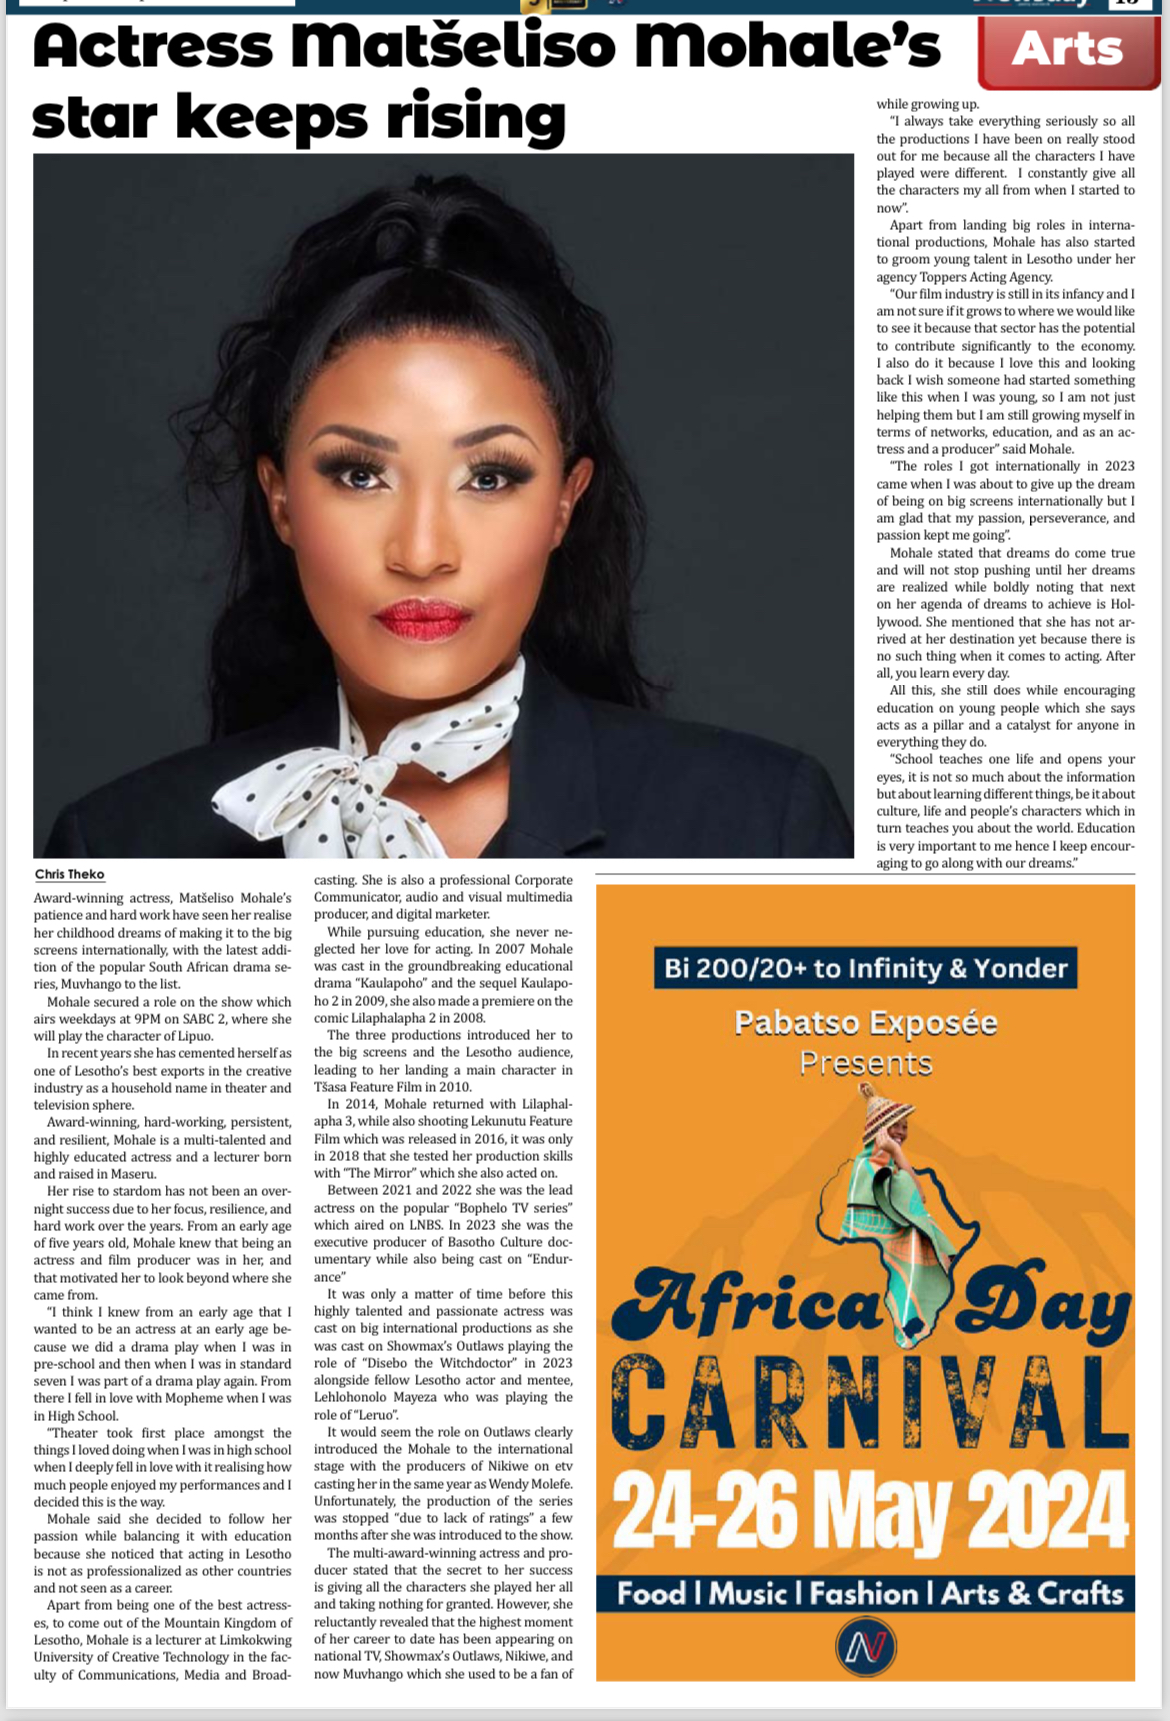 Actress Matšeliso Mohale’s
star keeps rising
Arts
Chris Theko
Award-winning actress, Matšeliso Mohale’s
patience and hard work have seen her realise
her childhood dreams of making it to the big
screens internationally, with the latest addi-
tion of the popular South African drama se-
ries, Muvhango to the list.
Mohale secured a role on the show which
airs weekdays at 9PM on SABC 2, where she
will play the character of Lipuo.
In recent years she has cemented herself as
one of Lesotho’s best exports in the creative
industry as a household name in theater and
television sphere.
Award-winning, hard-working, persistent,
and resilient, Mohale is a multi-talented and
highly educated actress and a lecturer born
and raised in Maseru.
Her rise to stardom has not been an over-
night success due to her focus, resilience, and
hard work over the years. From an early age
of five years old, Mohale knew that being an
actress and film producer was in her, and
that motivated her to look beyond where she
came from.
“I think I knew from an early age that I
wanted to be an actress at an early age be-
cause we did a drama play when I was in
pre-school and then when I was in standard
seven I was part of a drama play again. From
there I fell in love with Mopheme when I was
in High School.
“Theater took first place amongst the
things I loved doing when I was in high school
when I deeply fell in love with it realising how
much people enjoyed my performances and I
decided this is the way.
Mohale said she decided to follow her
passion while balancing it with education
because she noticed that acting in Lesotho
is not as professionalized as other countries
and not seen as a career.
Apart from being one of the best actress-
es, to come out of the Mountain Kingdom of
Lesotho, Mohale is a lecturer at Limkokwing
University of Creative Technology in the fac-
ulty of Communications, Media and Broad-
casting. She is also a professional Corporate
Communicator, audio and visual multimedia
producer, and digital marketer.
While pursuing education, she never ne-
glected her love for acting. In 2007 Mohale
was cast in the groundbreaking educational
drama “Kaulapoho” and the sequel Kaulapo-
ho 2 in 2009, she also made a premiere on the
comic Lilaphalapha 2 in 2008.
The three productions introduced her to
the big screens and the Lesotho audience,
leading to her landing a main character in
Tšasa Feature Film in 2010.
In 2014, Mohale returned with Lilaphal-
apha 3, while also shooting Lekunutu Feature
Film which was released in 2016, it was only
in 2018 that she tested her production skills
with “The Mirror” which she also acted on.
Between 2021 and 2022 she was the lead
actress on the popular “Bophelo TV series”
which aired on LNBS. In 2023 she was the
executive producer of Basotho Culture doc-
umentary while also being cast on “Endur-
ance”
It was only a matter of time before this
highly talented and passionate actress was
cast on big international productions as she
was cast on Showmax’s Outlaws playing the
role of “Disebo the Witchdoctor” in 2023
alongside fellow Lesotho actor and mentee,
Lehlohonolo Mayeza who was playing the
role of “Leruo”.
It would seem the role on Outlaws clearly
introduced the Mohale to the international
stage with the producers of Nikiwe on etv
casting her in the same year as Wendy Molefe.
Unfortunately, the production of the series
was stopped “due to lack of ratings” a few
months after she was introduced to the show.
The multi-award-winning actress and pro-
ducer stated that the secret to her success
is giving all the characters she played her all
and taking nothing for granted. However, she
reluctantly revealed that the highest moment
of her career to date has been appearing on
national TV, Showmax’s Outlaws, Nikiwe, and
now Muvhango which she used to be a fan of
while growing up.
“I always take everything seriously so all
the productions I have been on really stood
out for me because all the characters I have
played were different. I constantly give all
the characters my all from when I started to
now”.
Apart from landing big roles in interna-
tional productions, Mohale has also started
to groom young talent in Lesotho under her
agency Toppers Acting Agency.
“Our film industry is still in its infancy and I
am not sure if it grows to where we would like
to see it because that sector has the potential
to contribute significantly to the economy.
I also do it because I love this and looking
back I wish someone had started something
like this when I was young, so I am not just
helping them but I am still growing myself in
terms of networks, education, and as an ac-
tress and a producer” said Mohale.
“The roles I got internationally in 2023
came when I was about to give up the dream
of being on big screens internationally but I
am glad that my passion, perseverance, and
passion kept me going”.
Mohale stated that dreams do come true
and will not stop pushing until her dreams
are realized while boldly noting that next
on her agenda of dreams to achieve is Hol-
lywood. She mentioned that she has not ar-
rived at her destination yet because there is
no such thing when it comes to acting. After
all, you learn every day.
All this, she still does while encouraging
education on young people which she says
acts as a pillar and a catalyst for anyone in
everything they do.
“School teaches one life and opens your
eyes, it is not so much about the information
but about learning different things, be it about
culture, life and people’s characters which in
turn teaches you about the world. Education
is very important to me hence I keep encour-
aging to go along with our dreams.”
Bi 200/20+ to Infinity & Yonder
Pabatso Exposée
Presents
Africa Day
CARNIVAL
24-26 May 2024
Food | Music | Fashion | Arts & Crafts